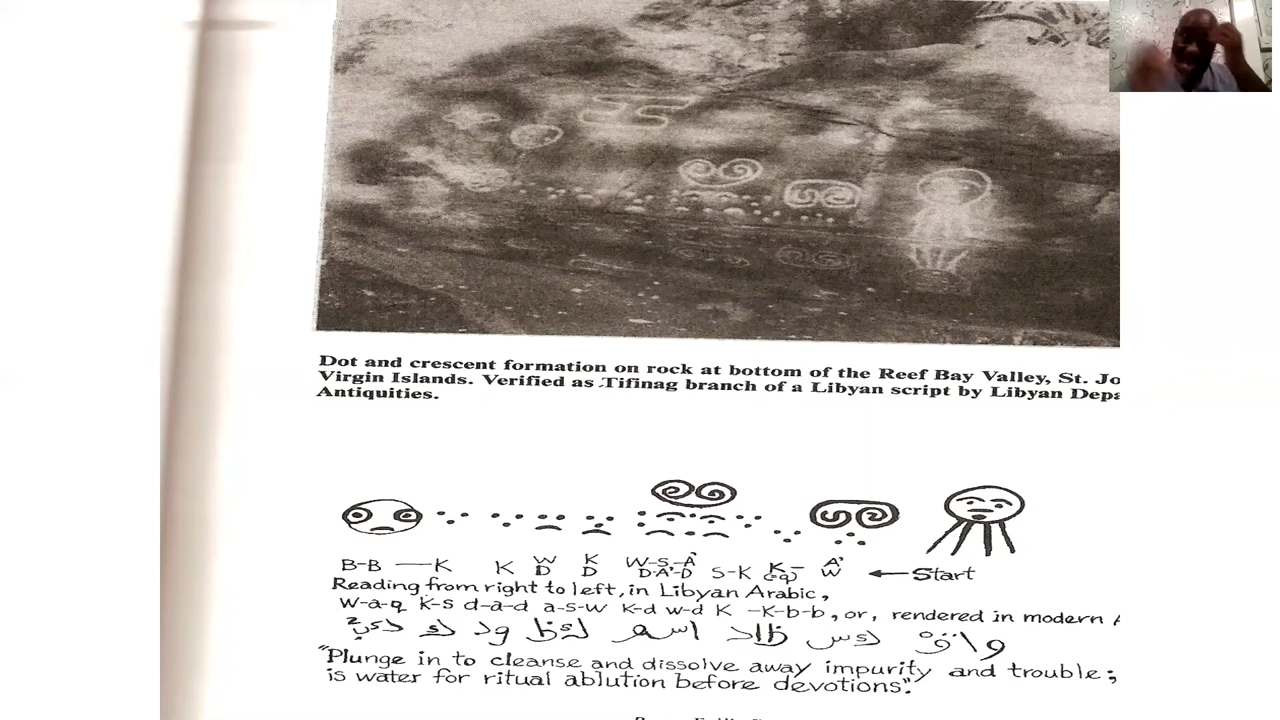 Dot and crescent formation on rock at bottom of the Reef Bay Valley, St. Jo
Virgin Islands. Verified as Tifinag branch of a Libyan script by Libyan Depa
Antiquities.
B-B —K K W K W-S-A' S-K K- A'
D D D-A'-D (q) W ← Start
Reading from right to left, in Libyan Arabic,
w-a-q k-s d-a-d a-s-w k-d w-d K -K-b-b, or, rendered in modern A
"Plunge in to cleanse and dissolve away impurity and trouble;
is water for ritual ablution before devotions".